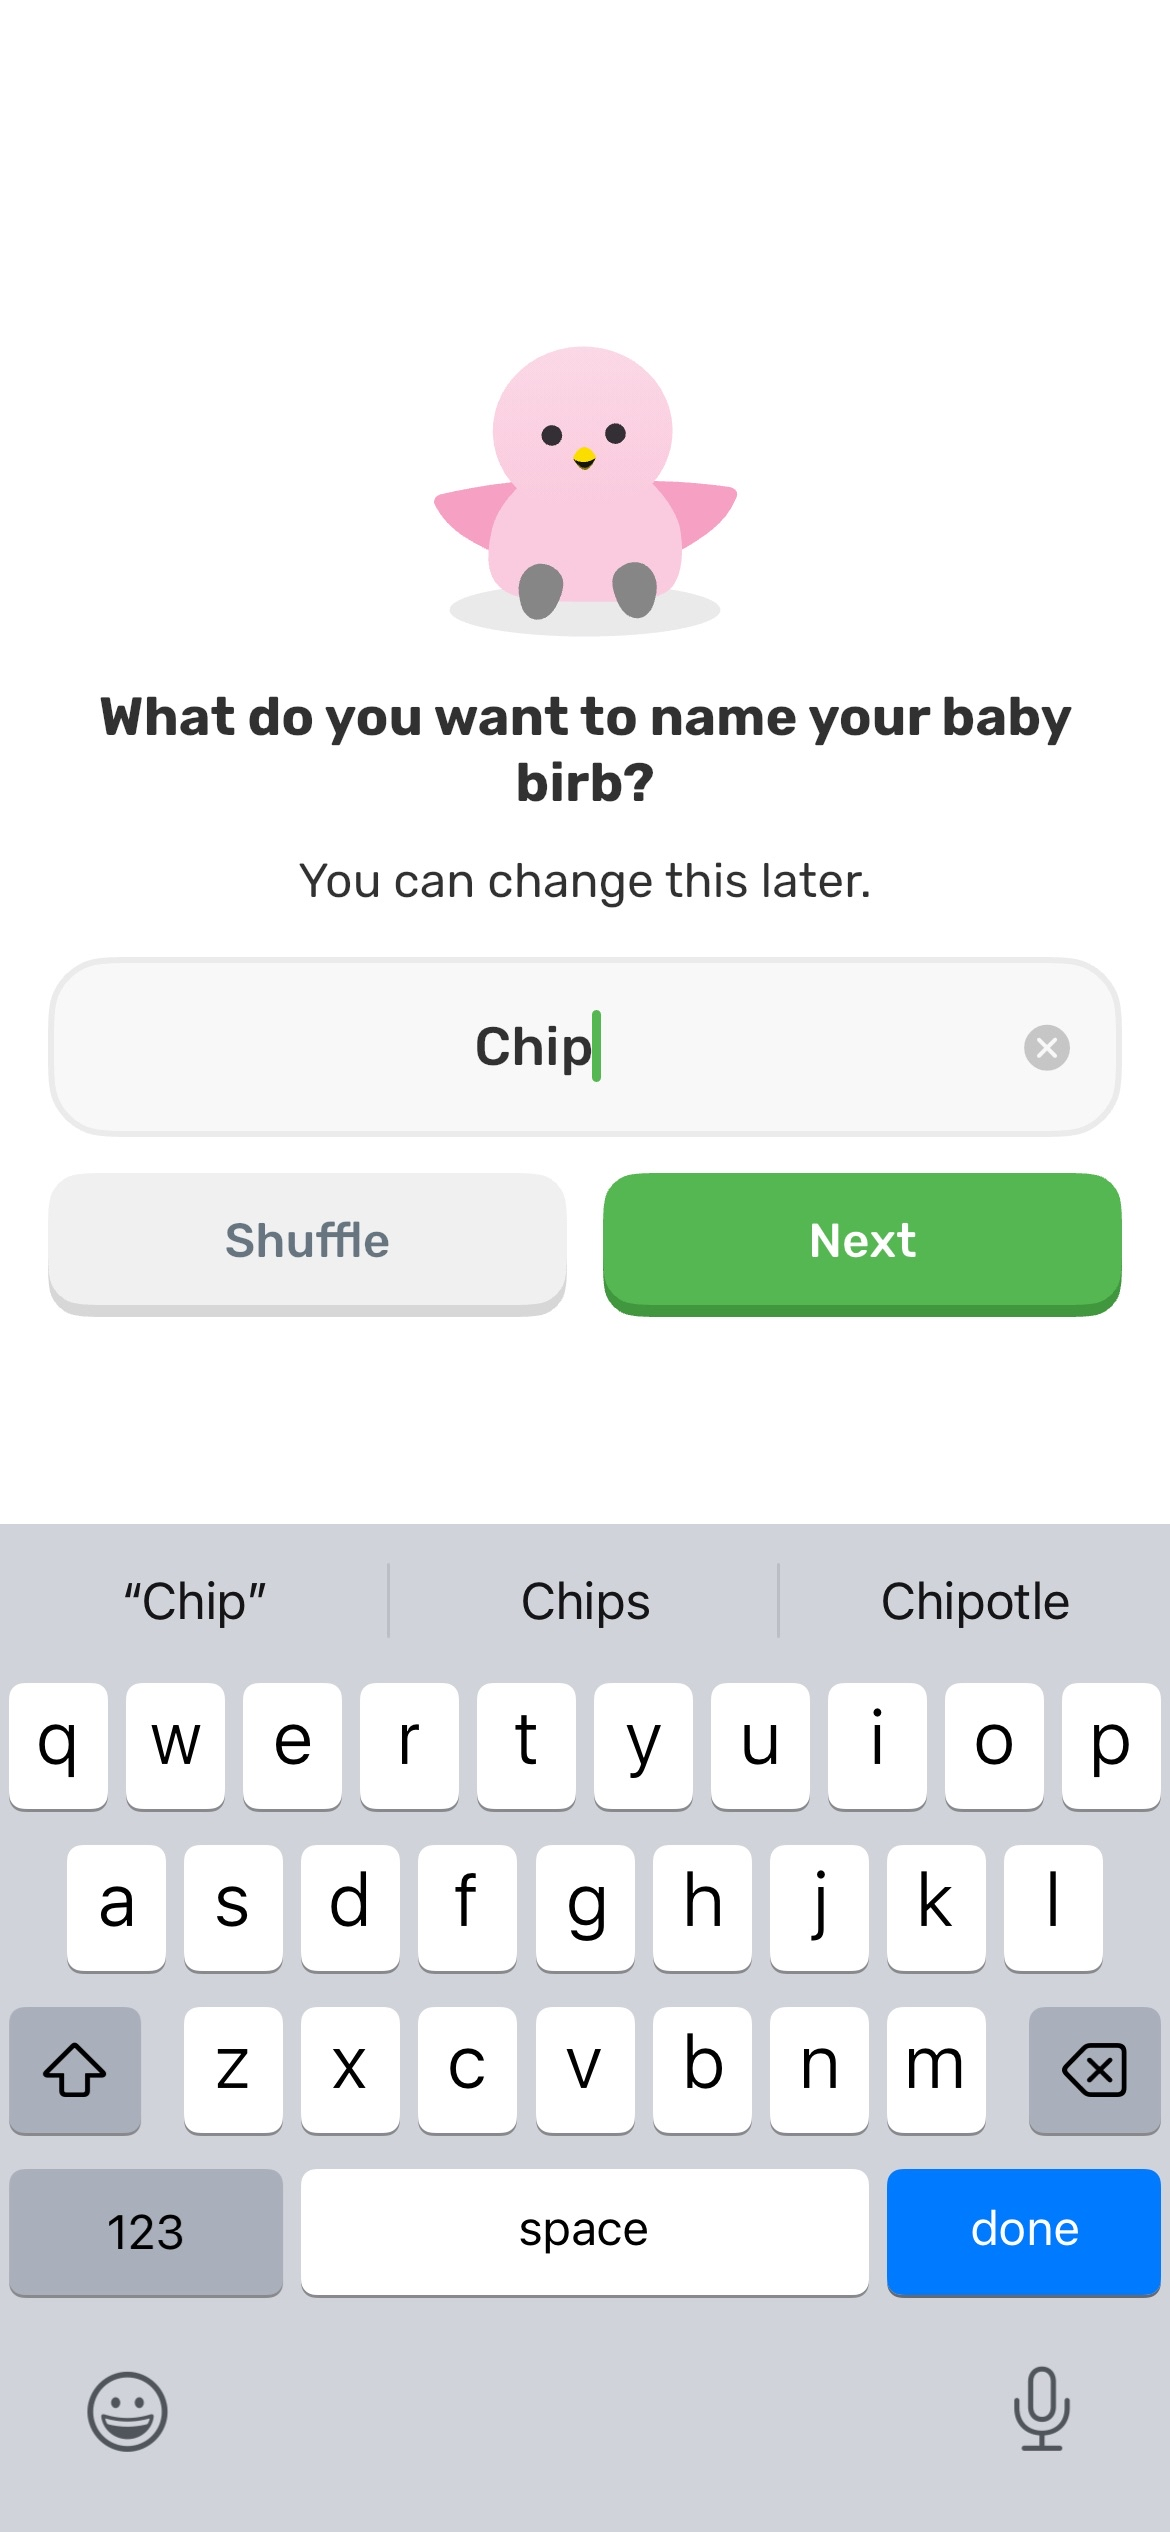 What do you want to name your baby
birb?
You can change this later.
Chip
Shuffle
Next
“Chip”
Chips
Chipotle
q w e r t y u i o p
a s d f g h j k l
z x c v b n m
123
space
done